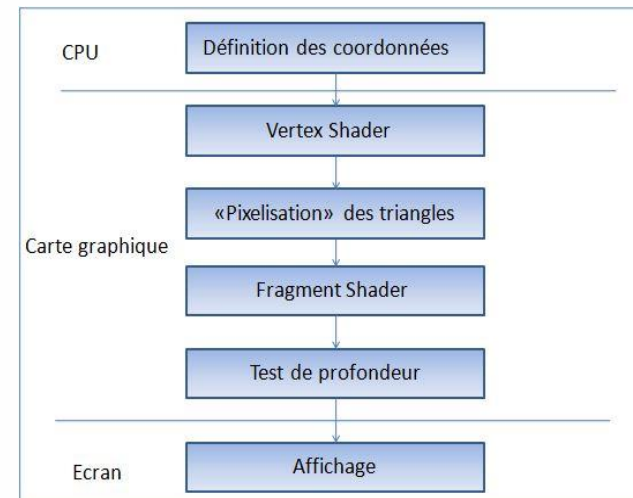 CPU
Définition des coordonnées
Vertex Shader
«Pixelisation» des triangles
Carte graphique
Fragment Shader
Test de profondeur
Ecran
Affichage